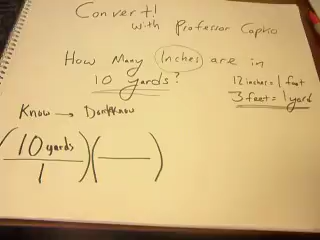 Convert!
with Professor Capko
How Many Inches are in
10 yards?
12 inches = 1 foot
3 feet = 1 yard
Know → Don't Know
(10 yards / 1) ( )